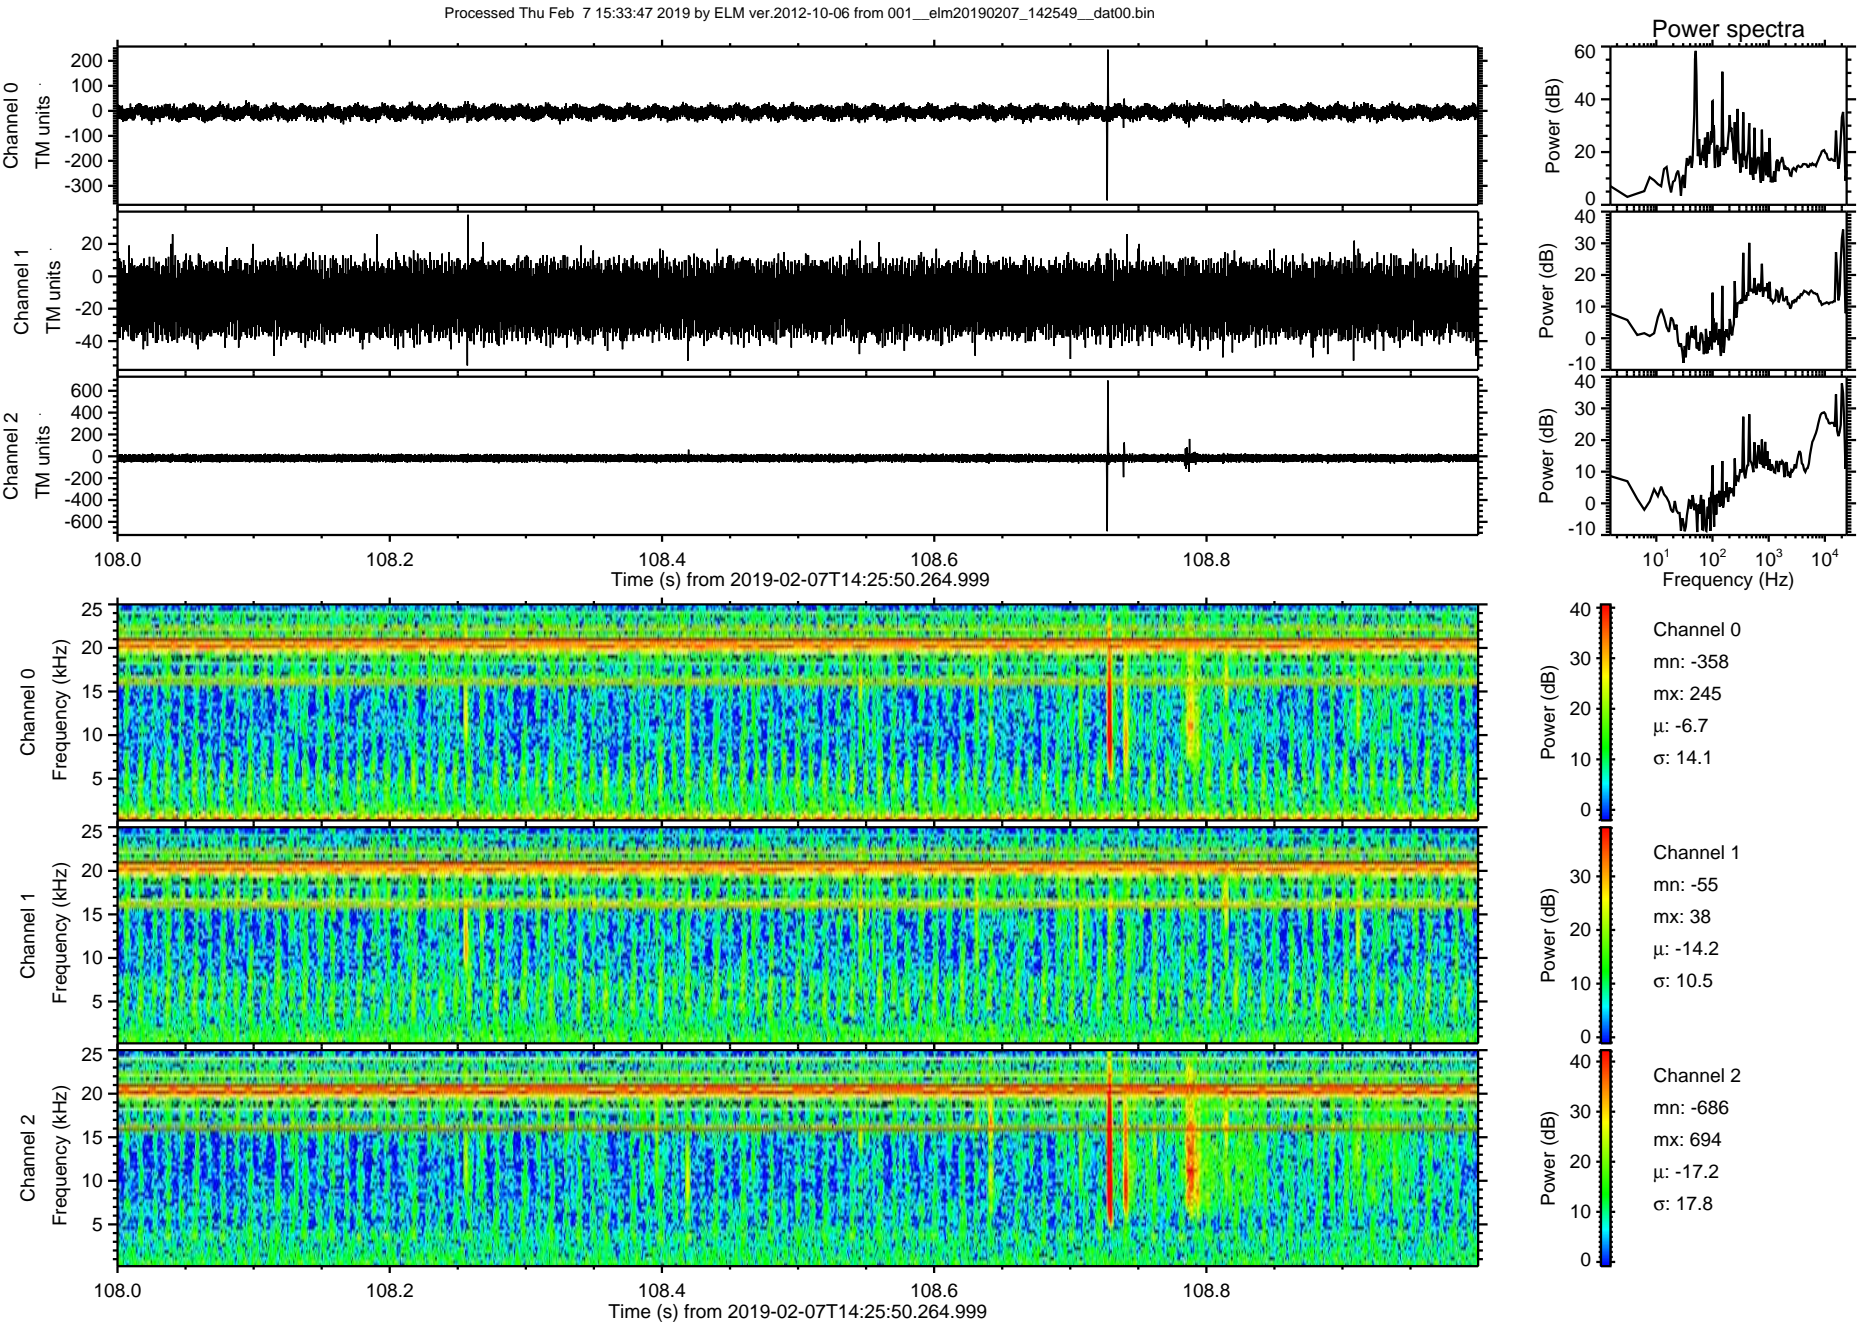 Processed Thu Feb  7 15:33:47 2019 by ELM ver.2012-10-06 from 001__elm20190207_142549__dat00.bin
Power spectra
Channel 0
TM units
200
100
0
-100
-200
-300
Power (dB)
60
40
20
0
Channel 1
TM units
20
0
-20
-40
Power (dB)
40
30
20
10
0
-10
Channel 2
TM units
600
400
200
0
-200
-400
-600
Power (dB)
40
30
20
10
0
-10
108.0 108.2 108.4 108.6 108.8
Time (s) from 2019-02-07T14:25:50.264.999
10^1 10^2 10^3 10^4
Frequency (Hz)
Channel 0
Frequency (kHz)
25
20
15
10
5
Power (dB)
40
30
20
10
0
Channel 0
mn: -358
mx: 245
μ: -6.7
σ: 14.1
Channel 1
Frequency (kHz)
25
20
15
10
5
Power (dB)
30
20
10
0
Channel 1
mn: -55
mx: 38
μ: -14.2
σ: 10.5
Channel 2
Frequency (kHz)
25
20
15
10
5
Power (dB)
40
30
20
10
0
Channel 2
mn: -686
mx: 694
μ: -17.2
σ: 17.8
108.0 108.2 108.4 108.6 108.8
Time (s) from 2019-02-07T14:25:50.264.999